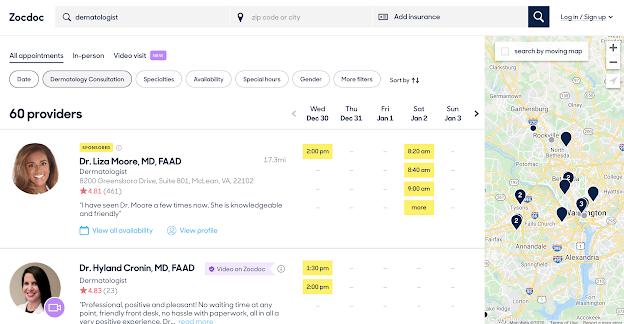 Zocdoc
dermatologist
zip code or city
Add insurance
Log in / Sign up
All appointments In-person Video visit NEW
Date Dermatology Consultation Specialties Availability Special hours Gender More filters Sort by
60 providers
Wed Thu Fri Sat Sun
Dec 30 Dec 31 Jan 1 Jan 2 Jan 3
SPONSORED
Dr. Liza Moore, MD, FAAD
17.3mi
Dermatologist
8200 Greensboro Drive, Suite 801, McLean, VA, 22102
4.81 (461)
"I have seen Dr. Moore a few times now. She is knowledgeable
and friendly"
View all availability View profile
2:00 pm – – 8:20 am –
– – – 8:40 am –
– – – 9:00 am –
– – – more –
Dr. Hyland Cronin, MD, FAAD
Video on Zocdoc
Dermatologist
4.83 (23)
"Professional, positive and pleasant! No waiting time at any
point, friendly front desk, no hassle with paperwork, all in all a
very positive experience. Dr... read more
1:30 pm – – – –
2:00 pm – – – –
– – – – –
search by moving map
+
−
Clarksburg
Germantown
Gaithersburg
Rockville
North
Bethesda
Potomac
2
3
2
2
Washington
Falls Church
Annandale
Alexandria
Springfield